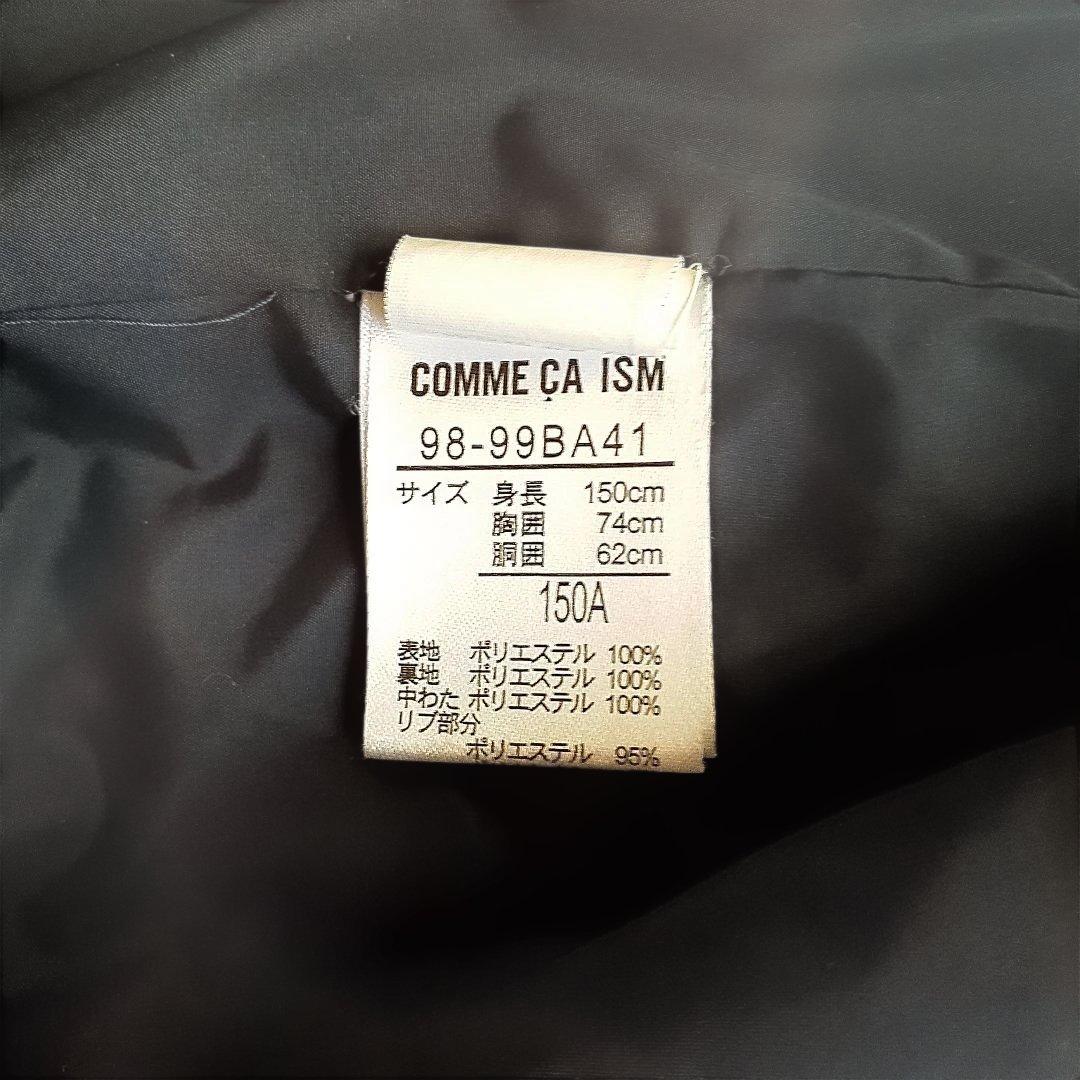 COMME ÇA ISM
98-99BA41
サイズ 身長 150cm
胸囲 74cm
胴囲 62cm
150A
表地 ポリエステル 100%
裏地 ポリエステル 100%
中わた ポリエステル 100%
リブ部分
ポリエステル 95%